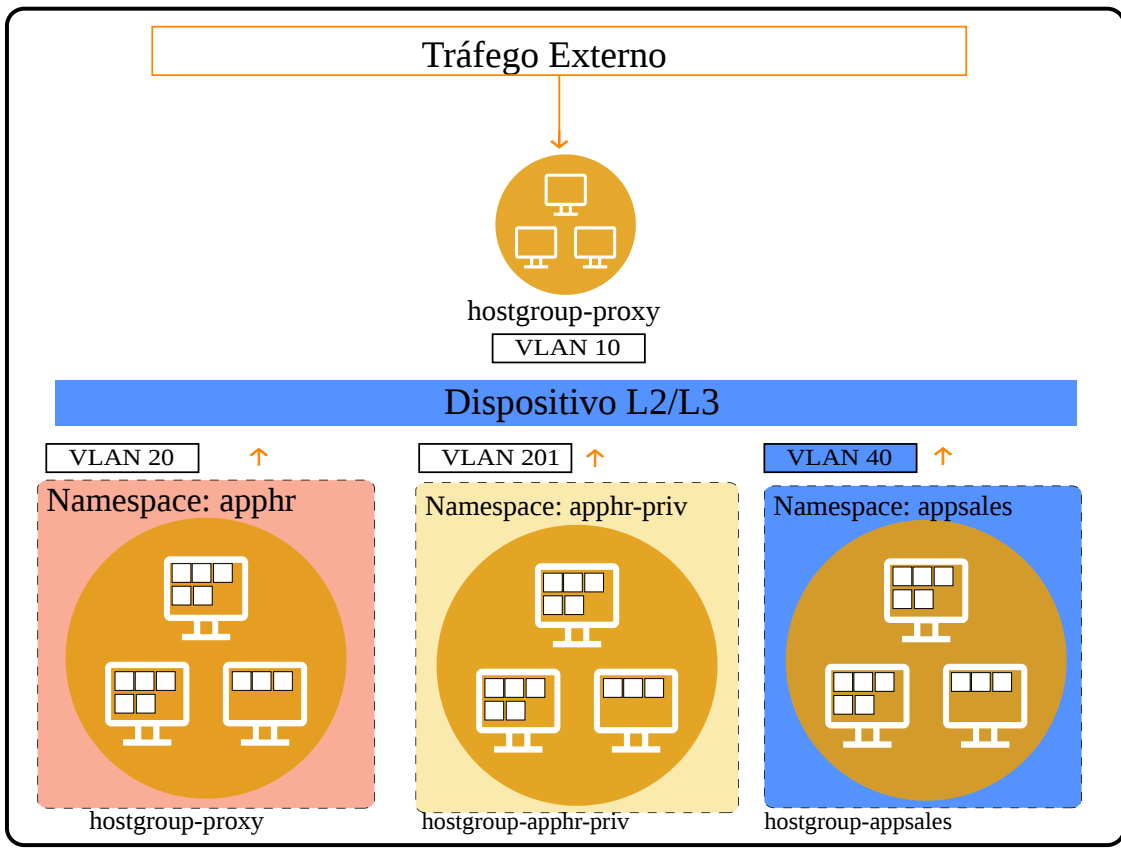 Tráfego Externo
hostgroup-proxy
VLAN 10
Dispositivo L2/L3
VLAN 20
VLAN 201
VLAN 40
Namespace: apphr
Namespace: apphr-priv
Namespace: appsales
hostgroup-proxy
hostgroup-apphr-priv
hostgroup-appsales